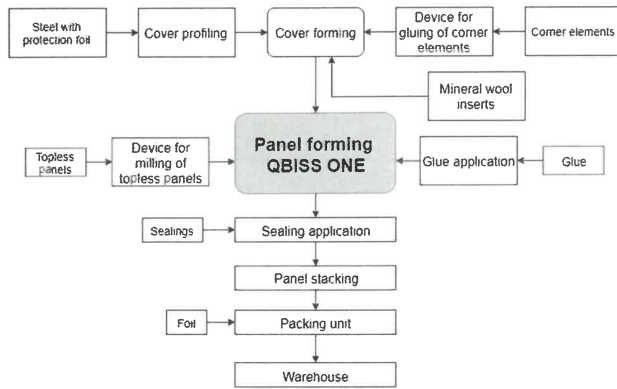 Steel with
protection foil
Cover profiling
Cover forming
Device for
gluing of corner
elements
Corner elements
Mineral wool
inserts
Topless
panels
Device for
milling of
topless panels
Panel forming
QBISS ONE
Glue application
Glue
Sealings
Sealing application
Panel stacking
Foil
Packing unit
Warehouse